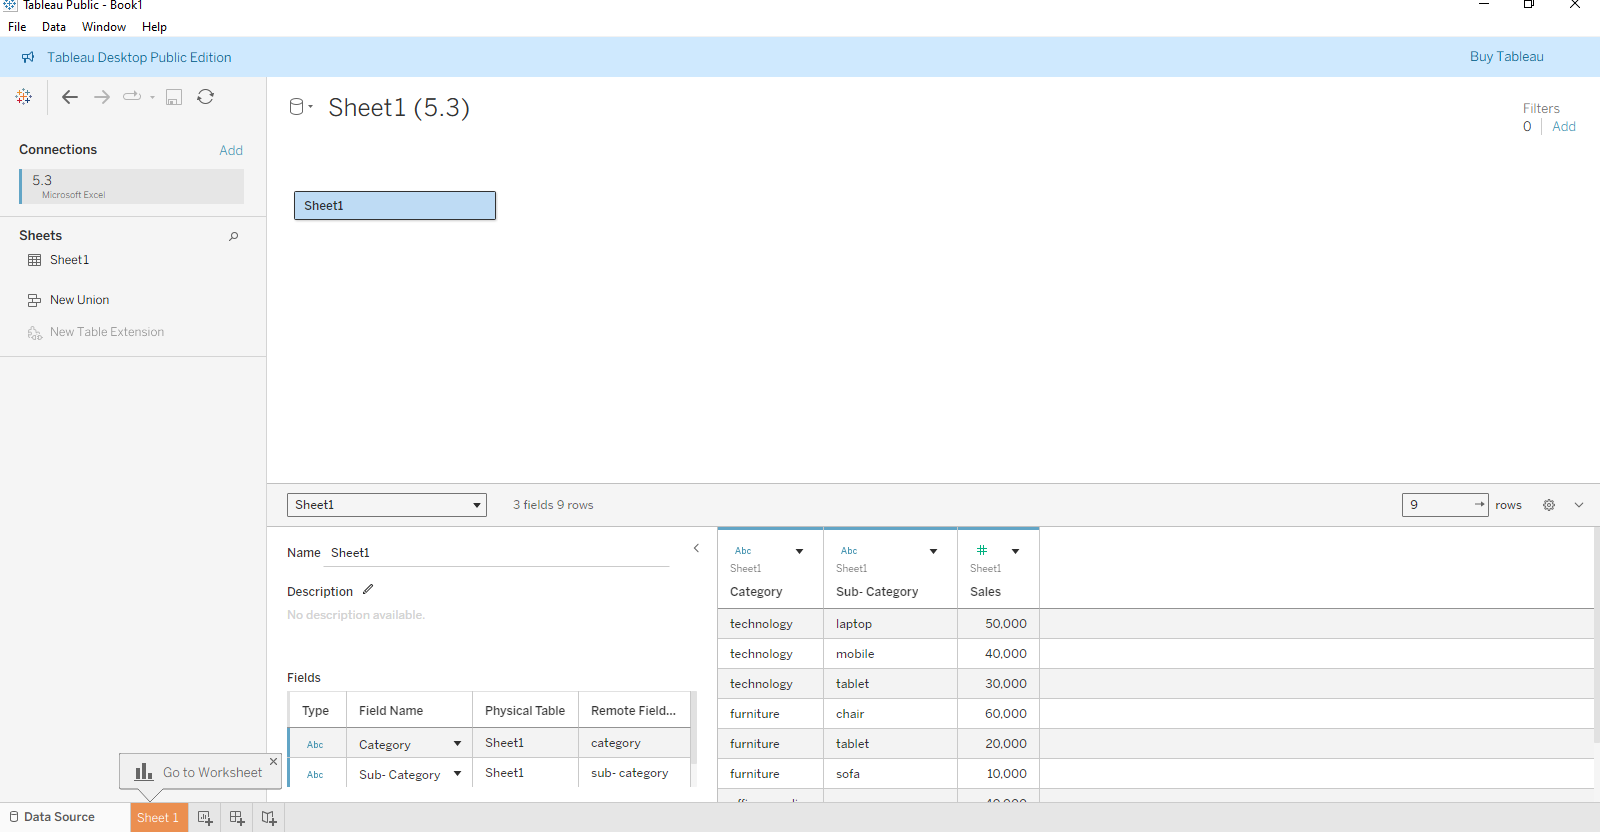 Tableau Public - Book1
File Data Window Help
Tableau Desktop Public Edition
Buy Tableau
Connections
Add
5.3
Microsoft Excel
Sheets
Sheet1
New Union
New Table Extension
Sheet1 (5.3)
Filters
0 Add
Sheet1
Sheet1
3 fields 9 rows
9 rows
Name Sheet1
Description
No description available.
Fields
Type Field Name Physical Table Remote Field...
Abc Category Sheet1 category
Abc Sub- Category Sheet1 sub- category
Abc Abc #
Sheet1 Sheet1 Sheet1
Category Sub- Category Sales
technology laptop 50,000
technology mobile 40,000
technology tablet 30,000
furniture chair 60,000
furniture tablet 20,000
furniture sofa 10,000
Go to Worksheet
Data Source Sheet 1